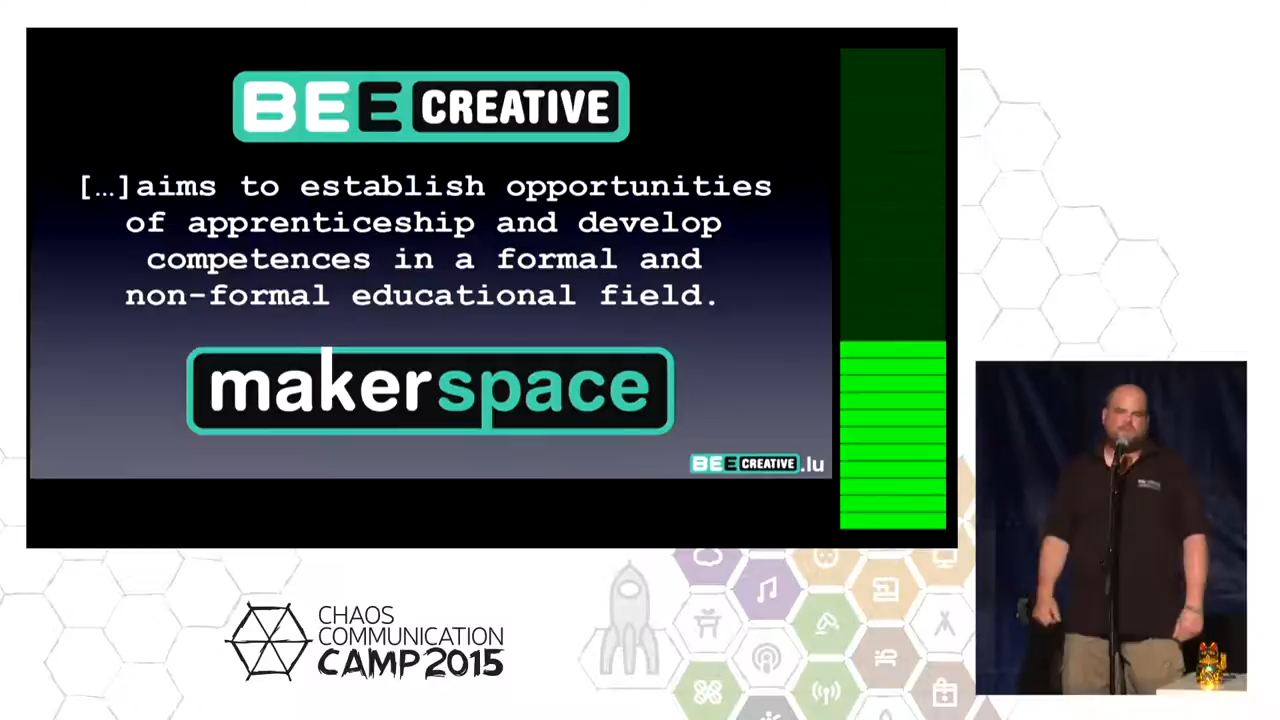 BEE CREATIVE
[…]aims to establish opportunities
of apprenticeship and develop
competences in a formal and
non-formal educational field.
makerspace
BEE CREATIVE.lu
CHAOS
COMMUNICATION
CAMP 2015